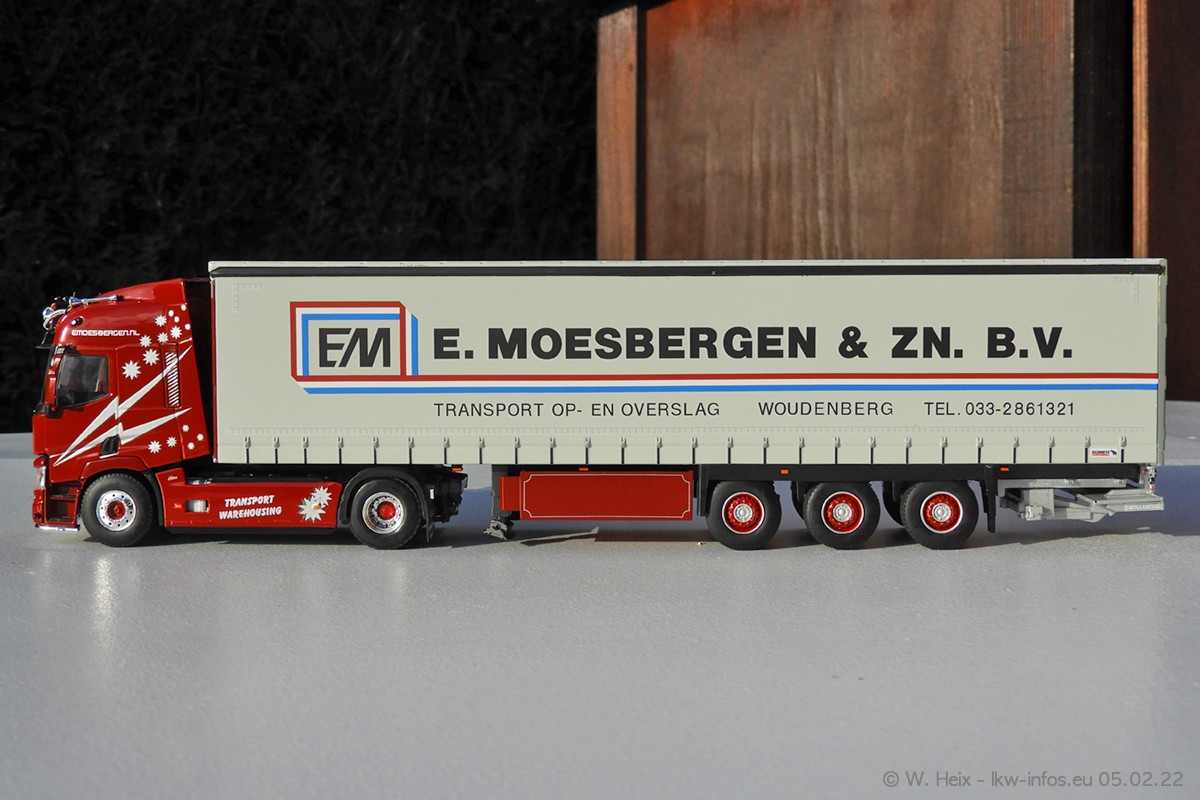 EMOESBERGEN.NL
EM
E. MOESBERGEN & ZN. B.V.
TRANSPORT OP- EN OVERSLAG WOUDENBERG TEL. 033-2861321
TRANSPORT
WAREHOUSING
© W. Heix - lkw-infos.eu 05.02.22